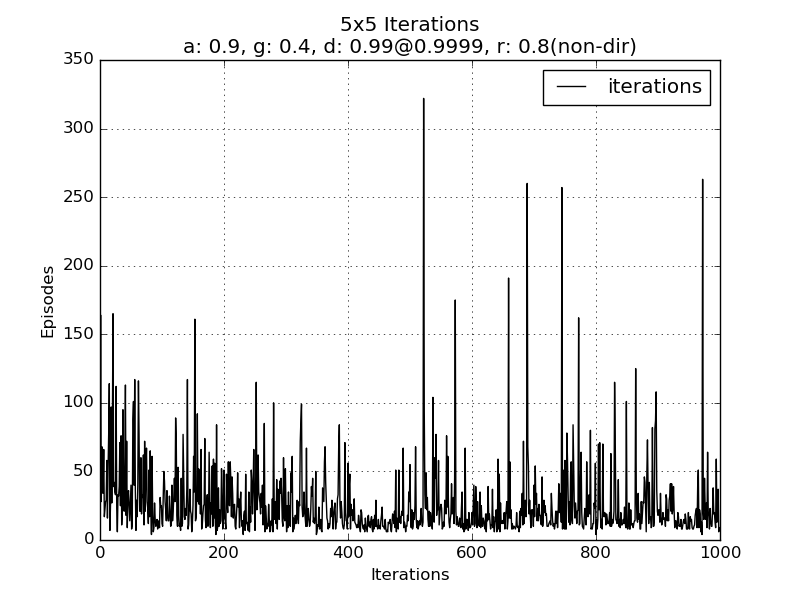 5x5 Iterations
a: 0.9, g: 0.4, d: 0.99@0.9999, r: 0.8(non-dir)
350
300
250
200
150
100
50
0
Episodes
iterations
0 200 400 600 800 1000
Iterations